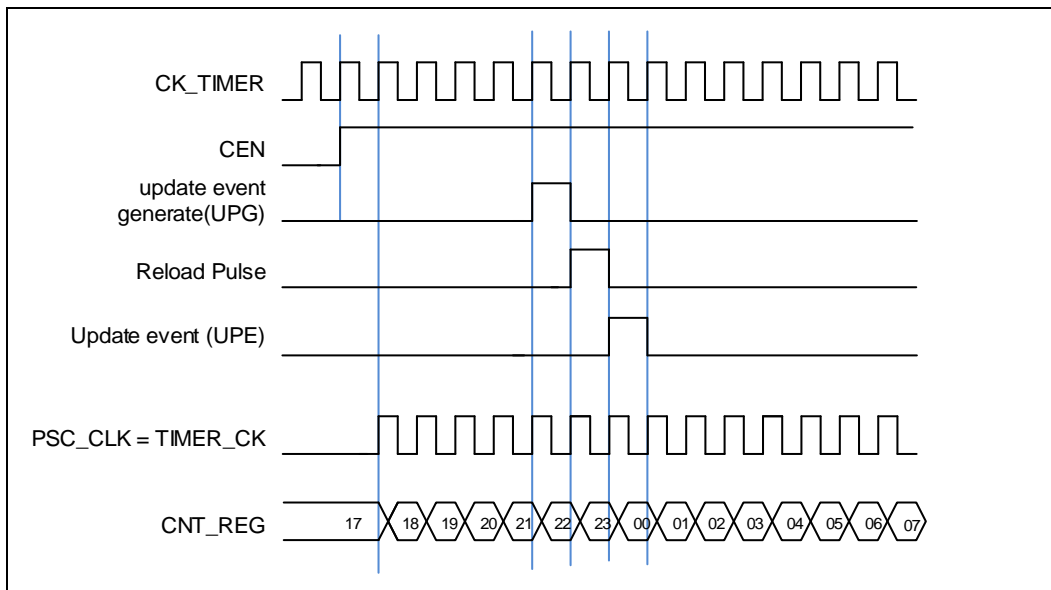 CK_TIMER
CEN
update event
generate(UPG)
Reload Pulse
Update event (UPE)
PSC_CLK = TIMER_CK
CNT_REG 17 18 19 20 21 22 23 00 01 02 03 04 05 06 07